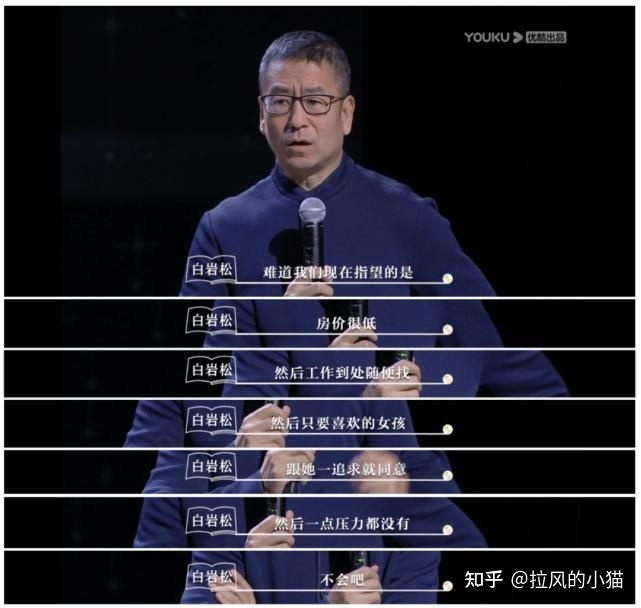 YOUKU 优酷出品
白岩松 难道我们现在指望的是
白岩松 房价很低
白岩松 然后工作到处随便找
白岩松 然后只要喜欢的女孩
白岩松 跟她一追求就同意
白岩松 然后一点压力都没有
白岩松 不会吧
知乎 @拉风的小猫